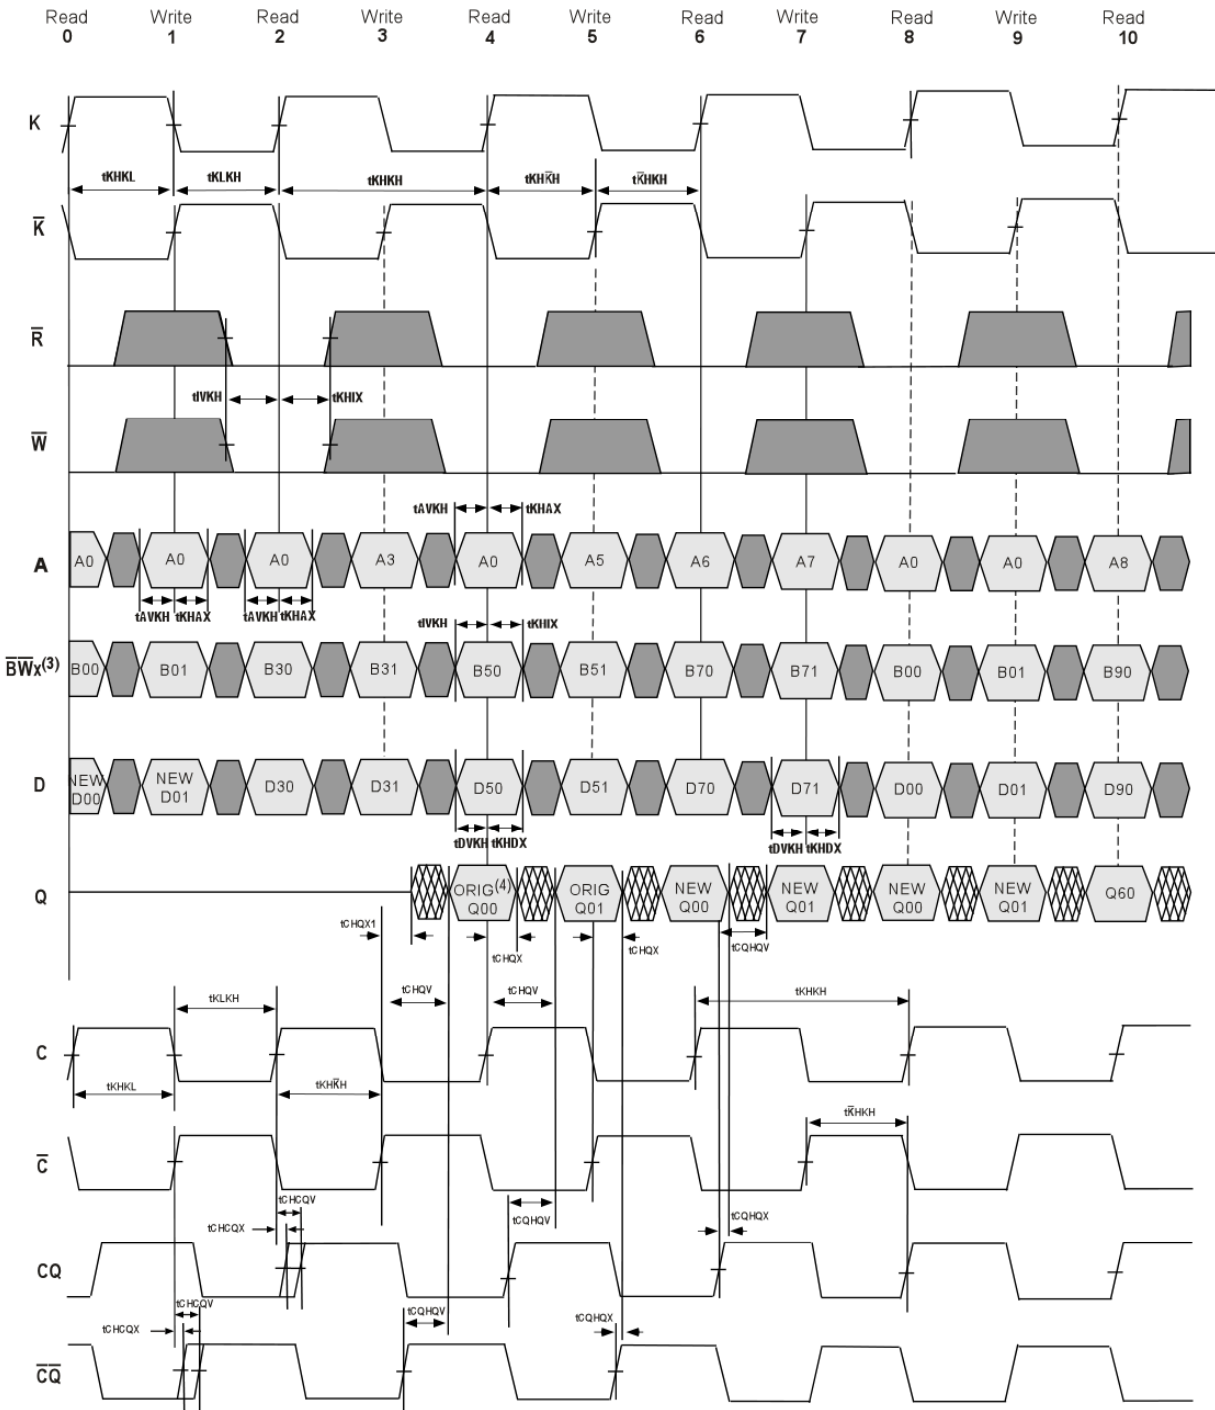 Read Write Read Write Read Write Read Write Read Write Read
0 1 2 3 4 5 6 7 8 9 10
K
tKHKL tKLKH tKHKH tKHK̅H tK̅HKH
K̅
R̅
tIVKH tKHIX
W̅
tAVKH tKHAX
A A0 A0 A0 A3 A0 A5 A6 A7 A0 A0 A8
tAVKH tKHAX tAVKH tKHAX
tIVKH tKHIX
B̅W̅x(3) B00 B01 B30 B31 B50 B51 B70 B71 B00 B01 B90
D NEW D00 NEW D01 D30 D31 D50 D51 D70 D71 D00 D01 D90
tDVKH tKHDX tDVKH tKHDX
Q ORIG(4) Q00 ORIG Q01 NEW Q00 NEW Q01 NEW Q00 NEW Q01 Q60
tCHQX1 tCHQX tCHQX tCQHQV
tKLKH tCHQV tCHQV tKHKH
C
tKHKL tKHK̅H
tK̅HKH
C̅
tCHCQV
tCHCQX tCQHQV tCQHQX
CQ
tCHCQV tCQHQV tCQHQX
tCHCQX
C̅Q̅